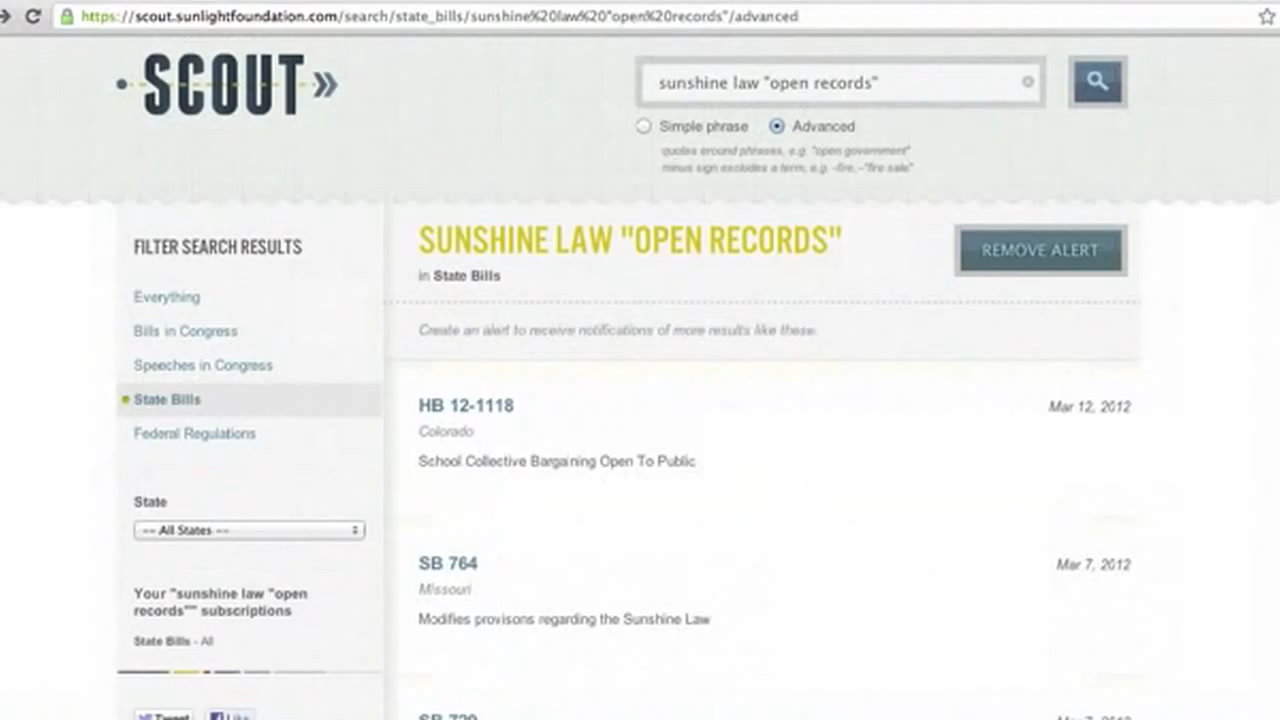 https://scout.sunlightfoundation.com/search/state_bills/sunshine%20law%20"open%20records"/advanced
SCOUT
sunshine law "open records"
Simple phrase Advanced
quotes around phrases, e.g. "open government"
minus sign excludes a term, e.g. -fire, -"fire sale"
FILTER SEARCH RESULTS
Everything
Bills in Congress
Speeches in Congress
State Bills
Federal Regulations
State
-- All States --
Your "sunshine law "open
records"" subscriptions
State Bills - All
Tweet Like
SUNSHINE LAW "OPEN RECORDS"
in State Bills
REMOVE ALERT
Create an alert to receive notifications of more results like these.
HB 12-1118 Mar 12, 2012
Colorado
School Collective Bargaining Open To Public
SB 764 Mar 7, 2012
Missouri
Modifies provisons regarding the Sunshine Law